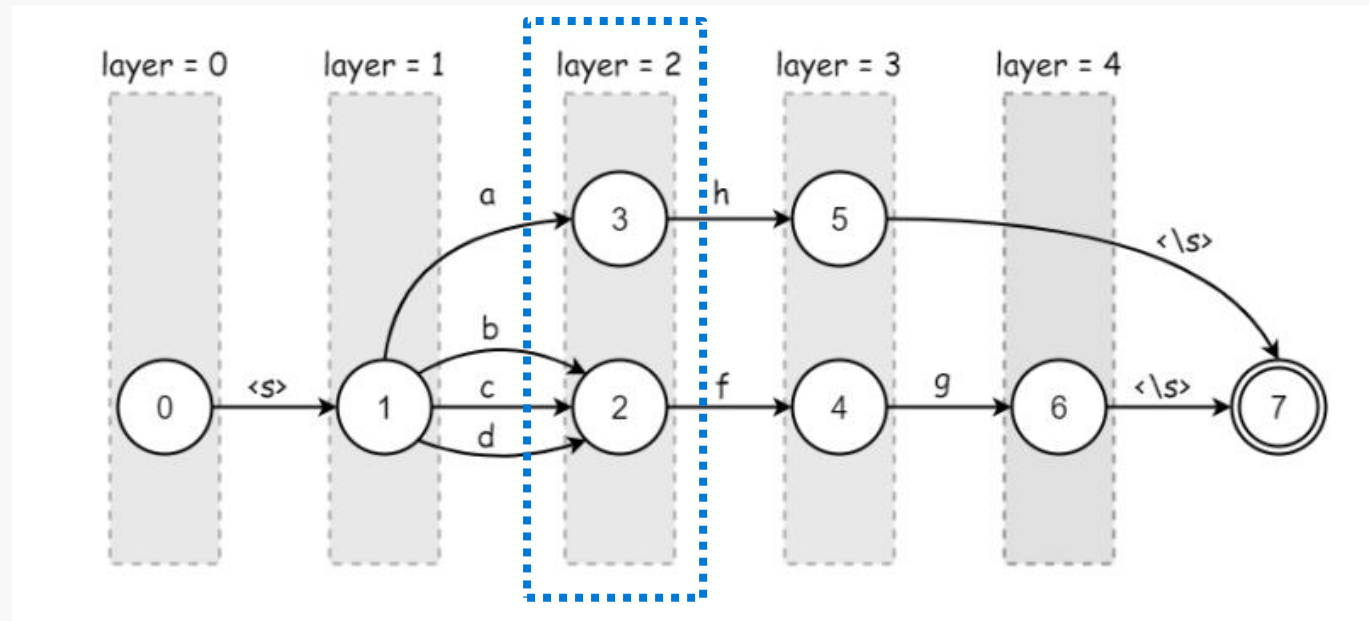 layer = 0 layer = 1 layer = 2 layer = 3 layer = 4
a h
3 5
<\s>
b
0 <s> 1 c 2 f 4 g 6 <\s> 7
d